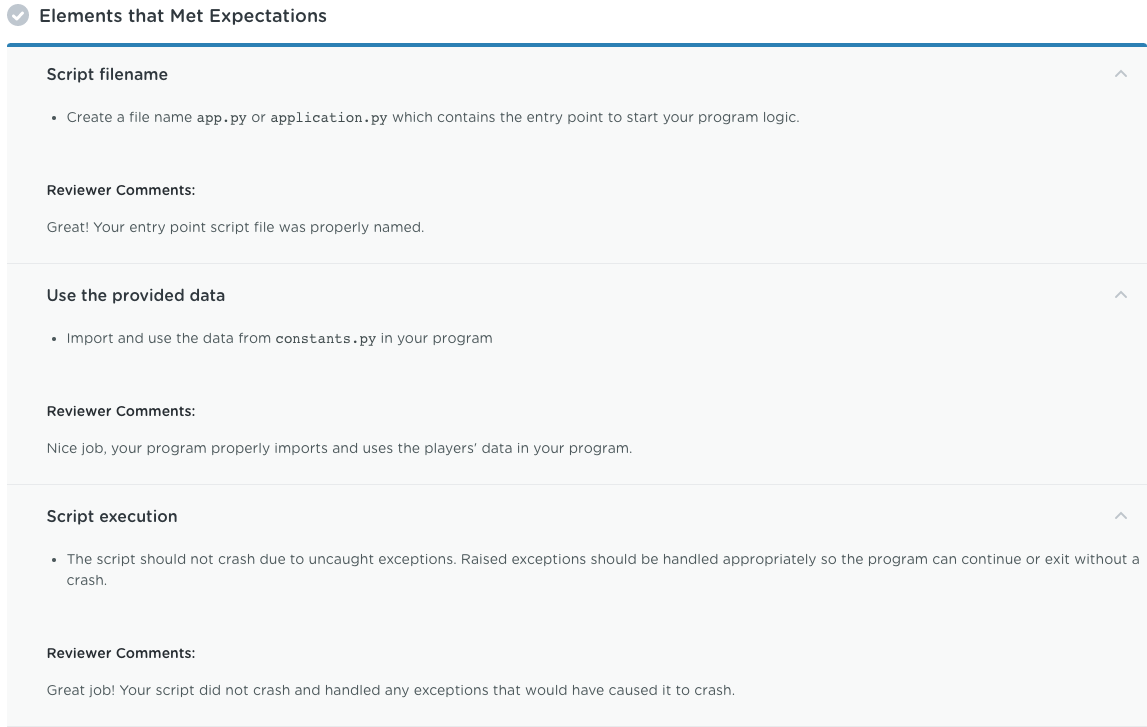 Elements that Met Expectations
Script filename
• Create a file name app.py or application.py which contains the entry point to start your program logic.
Reviewer Comments:
Great! Your entry point script file was properly named.
Use the provided data
• Import and use the data from constants.py in your program
Reviewer Comments:
Nice job, your program properly imports and uses the players' data in your program.
Script execution
• The script should not crash due to uncaught exceptions. Raised exceptions should be handled appropriately so the program can continue or exit without a
crash.
Reviewer Comments:
Great job! Your script did not crash and handled any exceptions that would have caused it to crash.